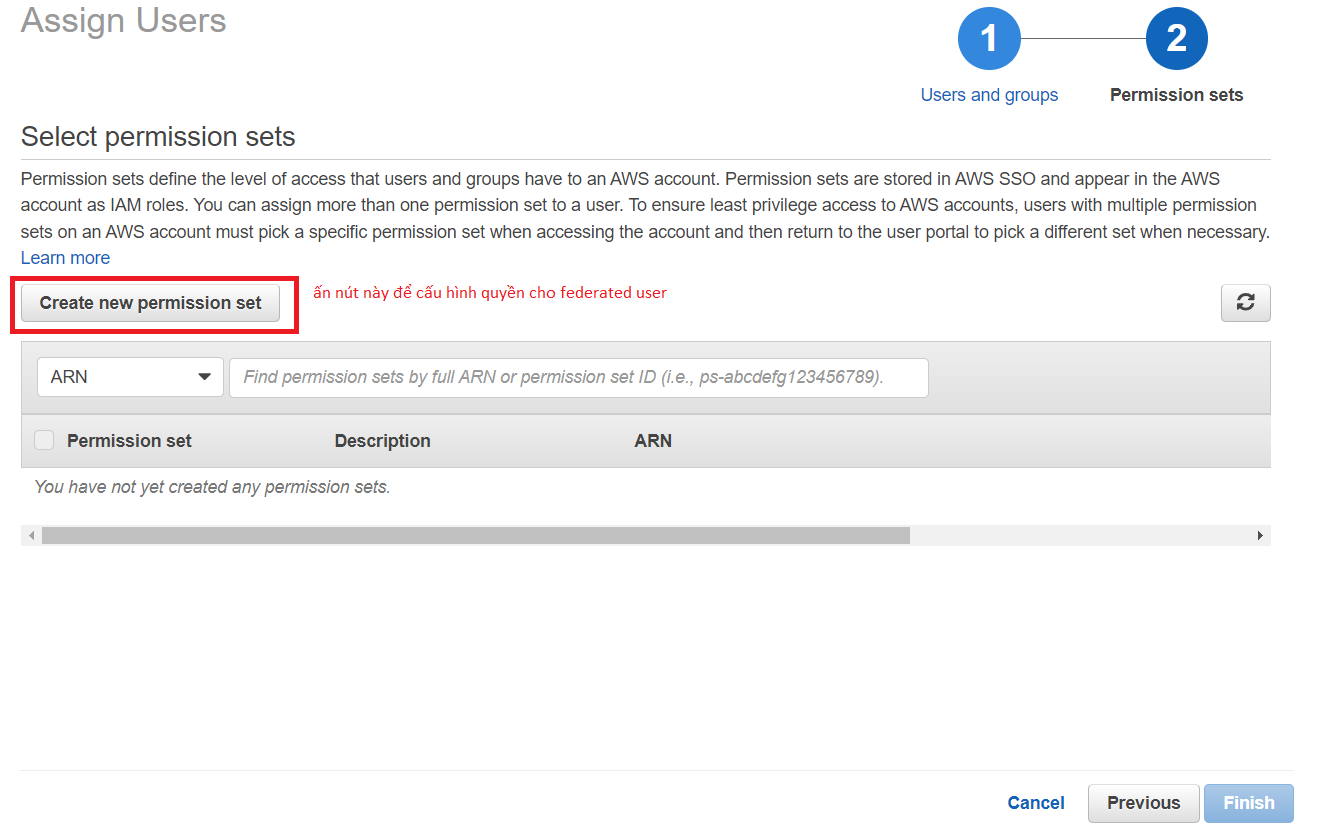 Assign Users
1
2
Users and groups
Permission sets
Select permission sets
Permission sets define the level of access that users and groups have to an AWS account. Permission sets are stored in AWS SSO and appear in the AWS
account as IAM roles. You can assign more than one permission set to a user. To ensure least privilege access to AWS accounts, users with multiple permission
sets on an AWS account must pick a specific permission set when accessing the account and then return to the user portal to pick a different set when necessary.
Learn more
Create new permission set
ấn nút này để cấu hình quyền cho federated user
ARN
Find permission sets by full ARN or permission set ID (i.e., ps-abcdefg123456789).
Permission set
Description
ARN
You have not yet created any permission sets.
Cancel
Previous
Finish